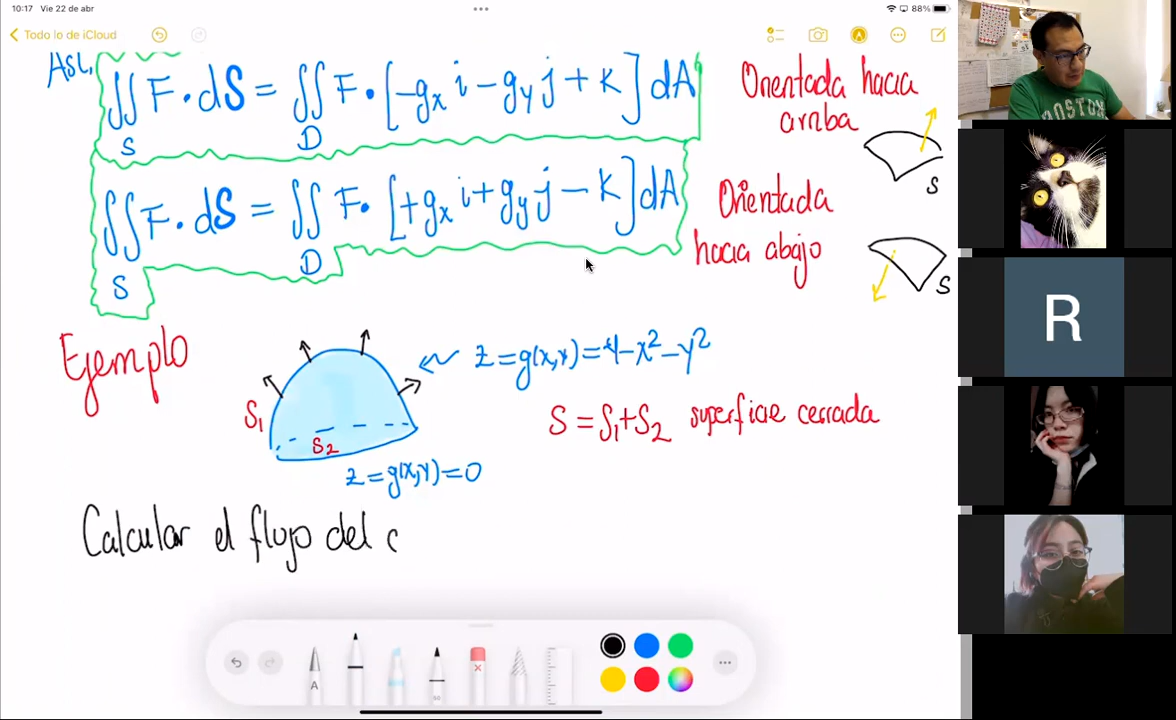 10:17 Vie 22 de abr
88%
Todo lo de iCloud
Así,
∬ F · dS = ∬ F · [-gx i - gy j + k] dA
S
D
Orientada hacia
arriba
S
∬ F · dS = ∬ F · [+gx i + gy j - k] dA
S
D
Orientada
hacia abajo
S
Ejemplo
z = g(x,y) = 4 - x² - y²
S1
S2
z = g(x,y) = 0
S = S1 + S2 superficie cerrada
Calcular el flujo del c
A
50
R
BOSTON